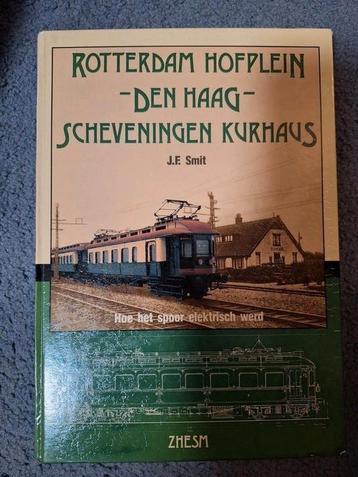 ROTTERDAM HOFPLEIN
-DEN HAAG-
SCHEVENINGEN KURHAUS
J.F. Smit
Hoe het spoor elektrisch werd
ZHESM